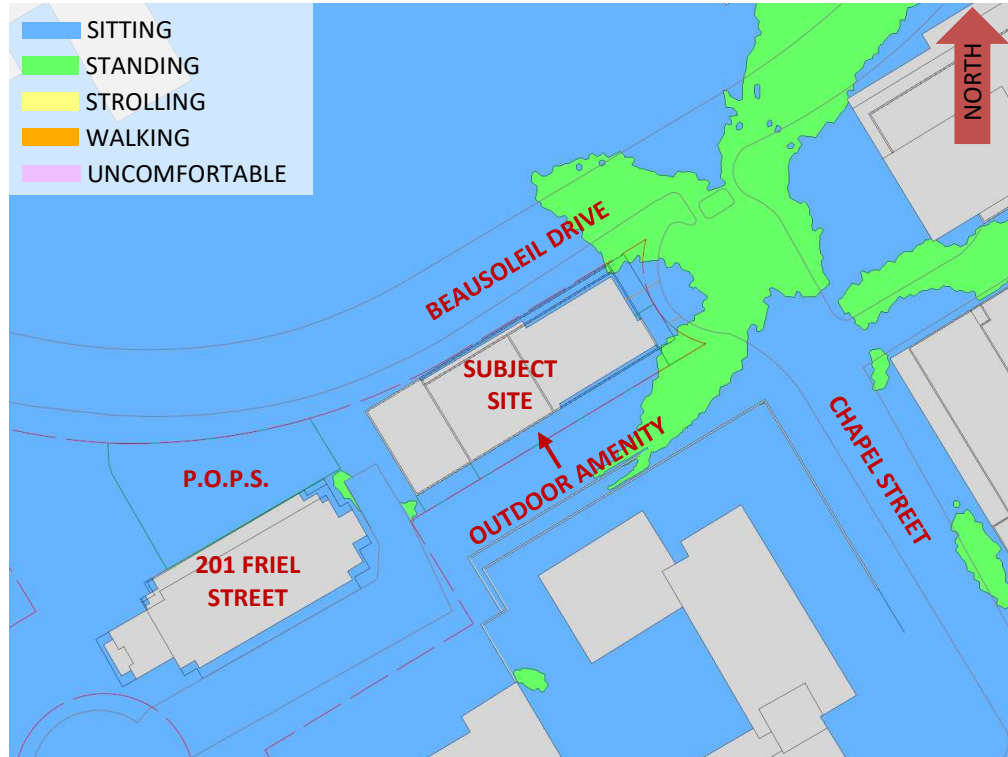 SITTING
STANDING
STROLLING
WALKING
UNCOMFORTABLE
NORTH
BEAUSOLEIL DRIVE
SUBJECT
SITE
CHAPEL STREET
OUTDOOR AMENITY
P.O.P.S.
201 FRIEL
STREET